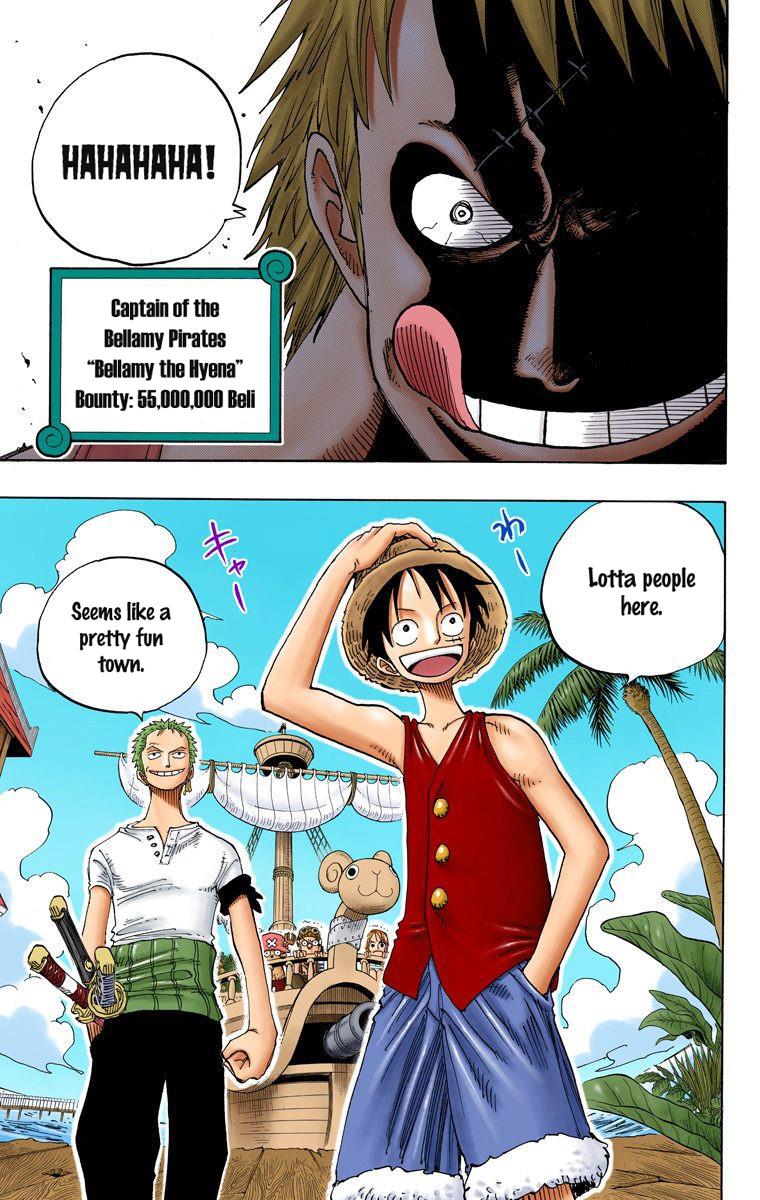 HAHAHAHA!
Captain of the
Bellamy Pirates
“Bellamy the Hyena”
Bounty: 55,000,000 Beli
わー
Lotta people
here.
キャー
Seems like a
pretty fun
town.